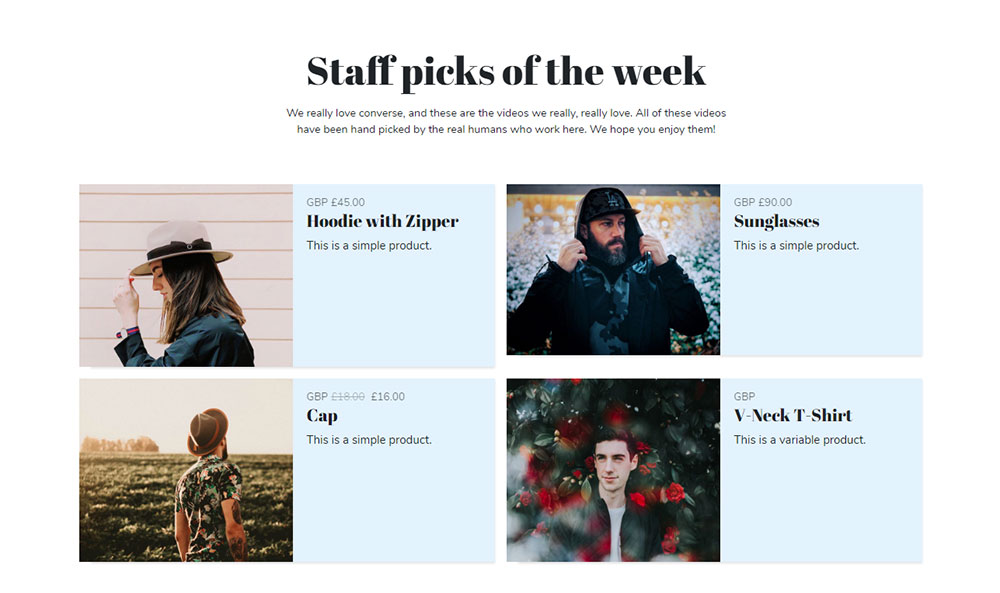 Staff picks of the week
We really love converse, and these are the videos we really, really love. All of these videos
have been hand picked by the real humans who work here. We hope you enjoy them!
GBP £45.00
Hoodie with Zipper
This is a simple product.
GBP £90.00
Sunglasses
This is a simple product.
GBP £18.00 £16.00
Cap
This is a simple product.
GBP
V-Neck T-Shirt
This is a variable product.